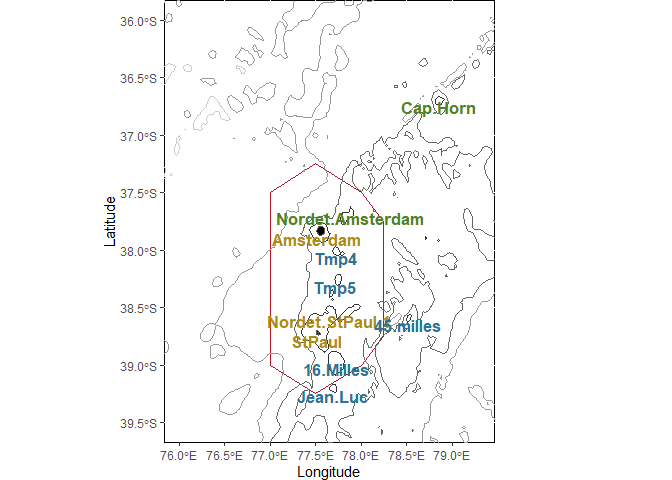 36.0°S
36.5°S
37.0°S
37.5°S
38.0°S
38.5°S
39.0°S
39.5°S
Latitude
Cap.Horn
Nordet.Amsterdam
Amsterdam
Tmp4
Tmp5
Nordet.StPaul
45.milles
StPaul
16.Milles
Jean.Luc
76.0°E 76.5°E 77.0°E 77.5°E 78.0°E 78.5°E 79.0°E
Longitude